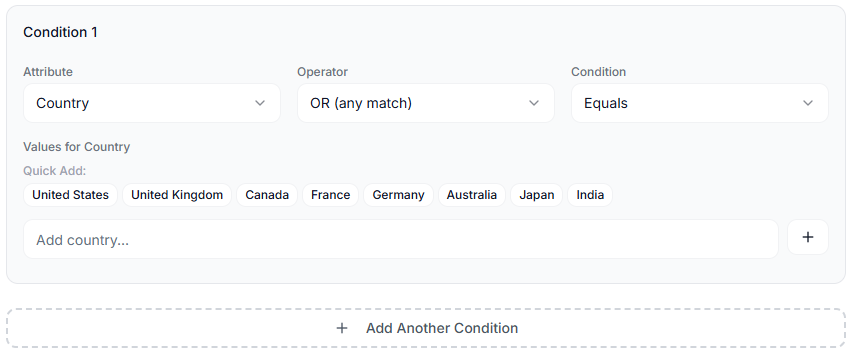 Condition 1
Attribute Operator Condition
Country OR (any match) Equals
Values for Country
Quick Add:
United States United Kingdom Canada France Germany Australia Japan India
Add country...
+
+ Add Another Condition